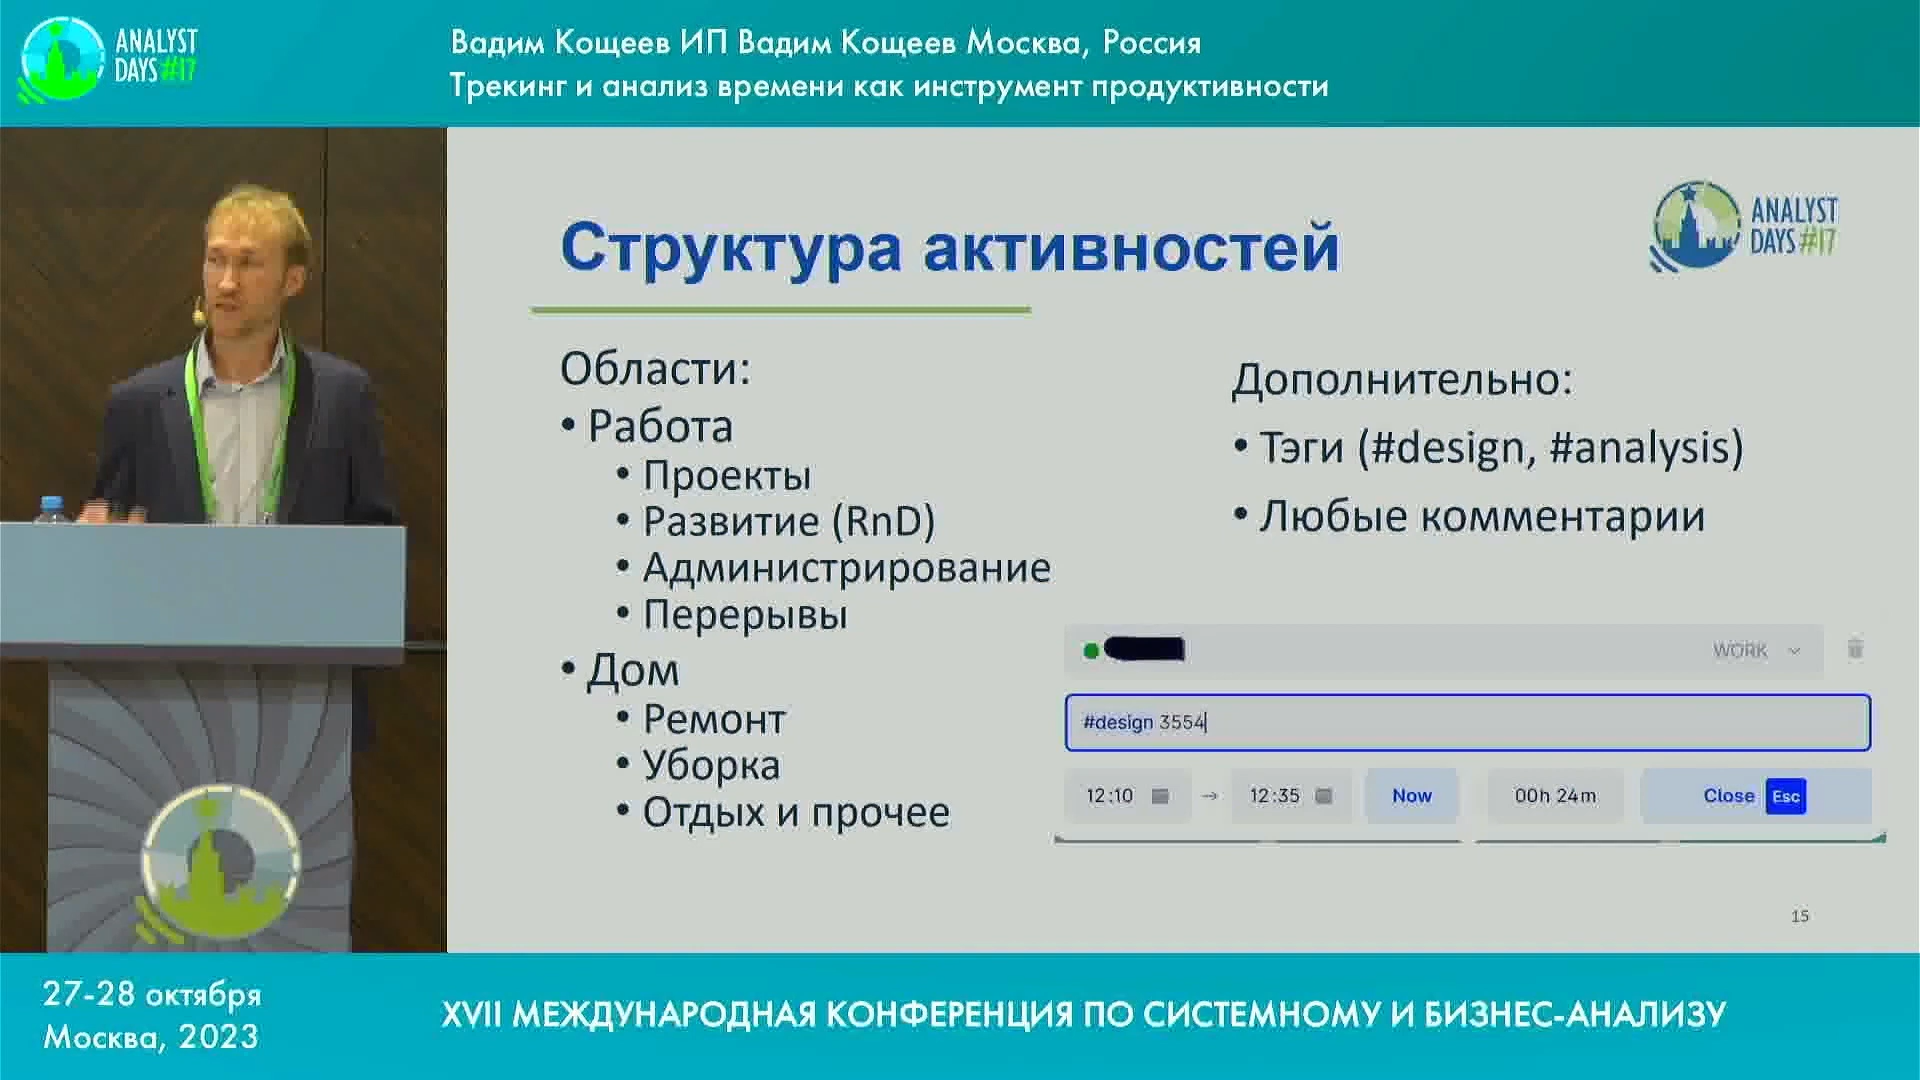 ANALYST
DAYS #17
Вадим Кощеев ИП Вадим Кощеев Москва, Россия
Трекинг и анализ времени как инструмент продуктивности
Структура активностей
ANALYST
DAYS #17
Области:
• Работа
• Проекты
• Развитие (RnD)
• Администрирование
• Перерывы
• Дом
• Ремонт
• Уборка
• Отдых и прочее
Дополнительно:
• Тэги (#design, #analysis)
• Любые комментарии
WORK
#design 3554
12:10 → 12:35 Now 00h 24m Close Esc
15
27-28 октября
Москва, 2023
XVII МЕЖДУНАРОДНАЯ КОНФЕРЕНЦИЯ ПО СИСТЕМНОМУ И БИЗНЕС-АНАЛИЗУ